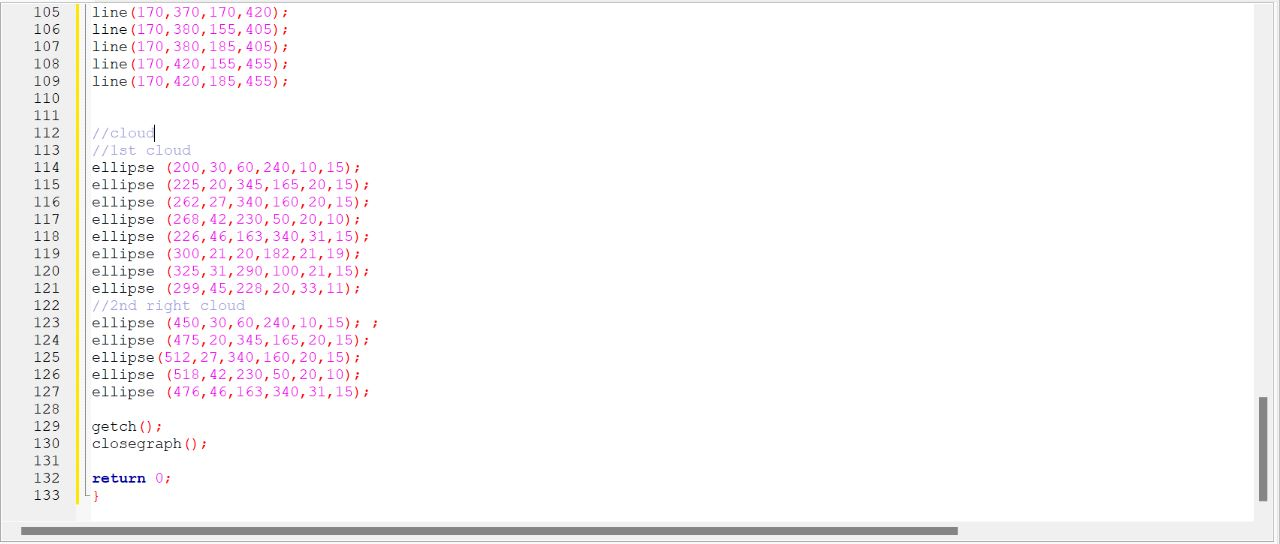 105 line(170,370,170,420);
106 line(170,380,155,405);
107 line(170,380,185,405);
108 line(170,420,155,455);
109 line(170,420,185,455);
110
111
112 //cloud
113 //1st cloud
114 ellipse (200,30,60,240,10,15);
115 ellipse (225,20,345,165,20,15);
116 ellipse (262,27,340,160,20,15);
117 ellipse (268,42,230,50,20,10);
118 ellipse (226,46,163,340,31,15);
119 ellipse (300,21,20,182,21,19);
120 ellipse (325,31,290,100,21,15);
121 ellipse (299,45,228,20,33,11);
122 //2nd right cloud
123 ellipse (450,30,60,240,10,15); ;
124 ellipse (475,20,345,165,20,15);
125 ellipse(512,27,340,160,20,15);
126 ellipse (518,42,230,50,20,10);
127 ellipse (476,46,163,340,31,15);
128
129 getch();
130 closegraph();
131
132 return 0;
133 }